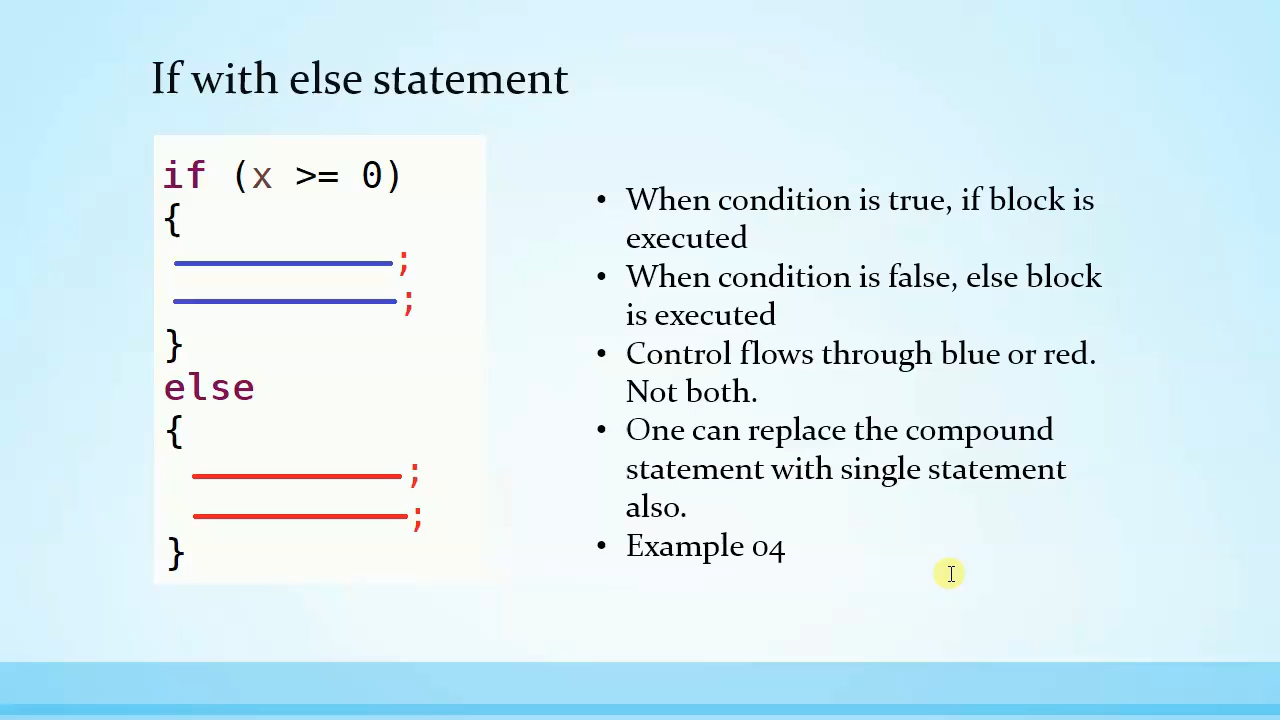 If with else statement
if (x >= 0)
{
;
;
}
else
{
;
;
}
• When condition is true, if block is
executed
• When condition is false, else block
is executed
• Control flows through blue or red.
Not both.
• One can replace the compound
statement with single statement
also.
• Example 04